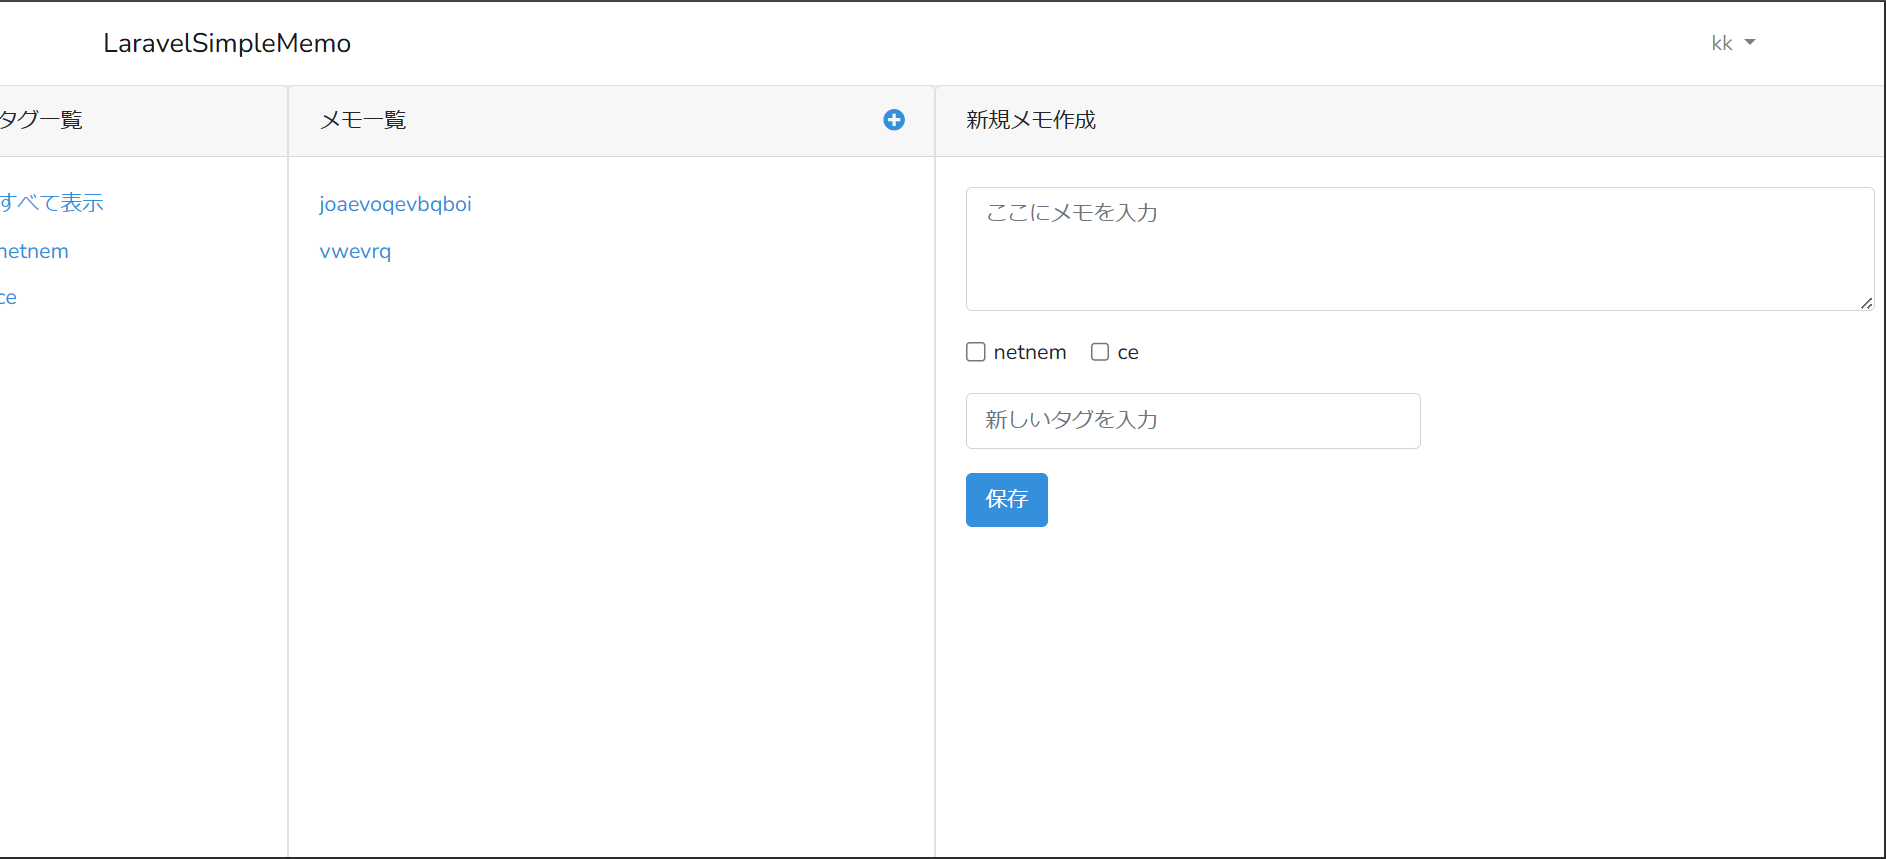 LaravelSimpleMemo
kk
タグ一覧
すべて表示
netnem
ce
メモ一覧
joaevoqevbqboi
vwevrq
新規メモ作成
ここにメモを入力
netnem
ce
新しいタグを入力
保存